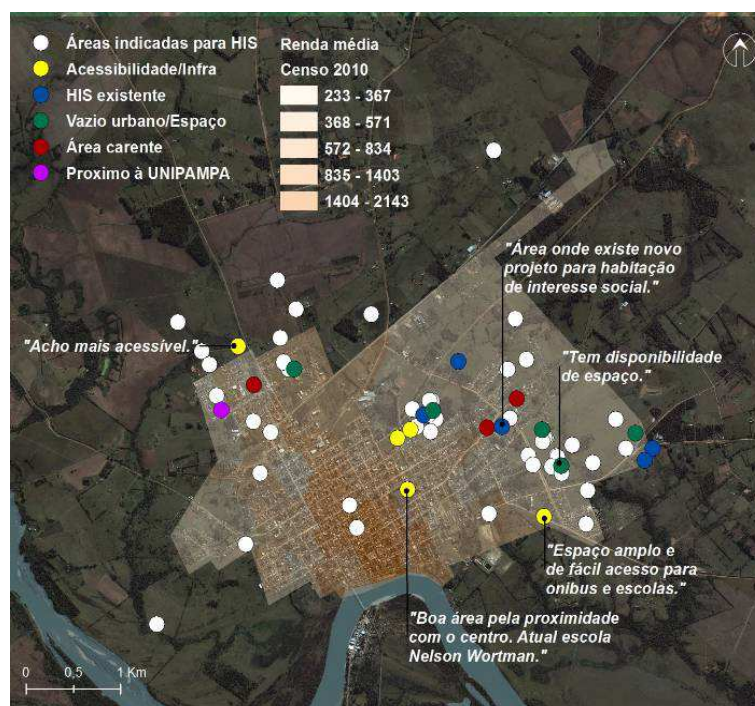 Áreas indicadas para HIS
Acessibilidade/Infra
HIS existente
Vazio urbano/Espaço
Área carente
Proximo à UNIPAMPA
Renda média
Censo 2010
233 - 367
368 - 571
572 - 834
835 - 1403
1404 - 2143
"Área onde existe novo
projeto para habitação
de interesse social."
"Acho mais acessível."
"Tem disponibilidade
de espaço."
"Espaço amplo e
de fácil acesso para
onibus e escolas."
"Boa área pela proximidade
com o centro. Atual escola
Nelson Wortman."
0 0,5 1 Km